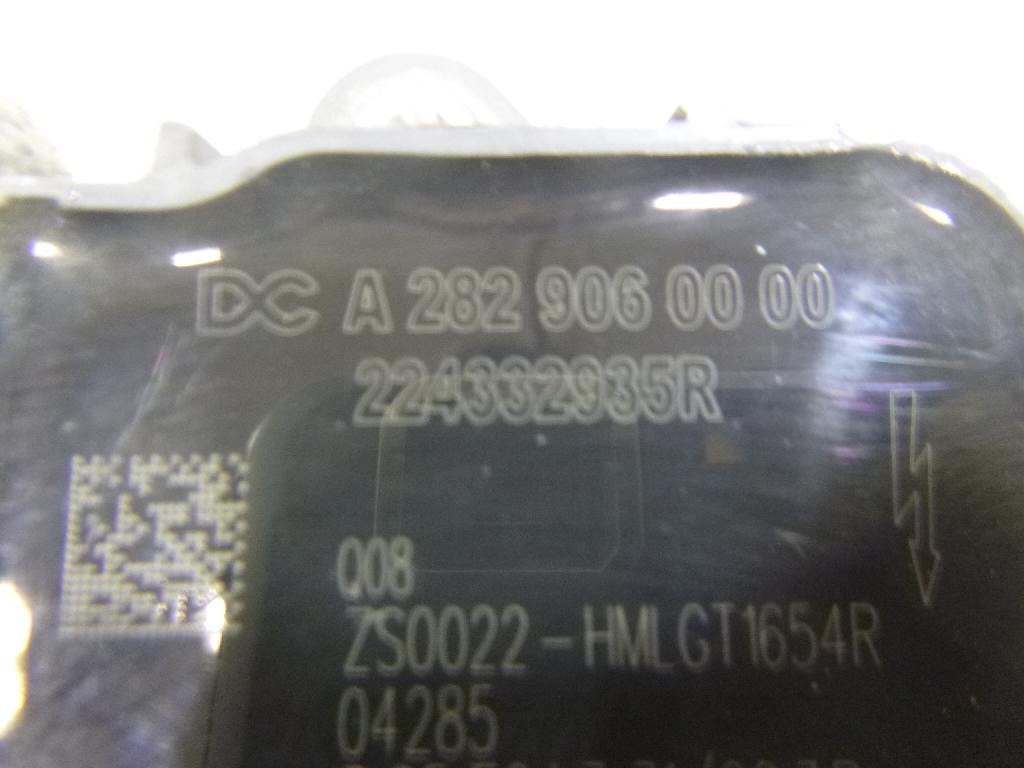 DC A 282 906 00 00
224332935R
Q08
ZS0022-HMLGT1654R
04285